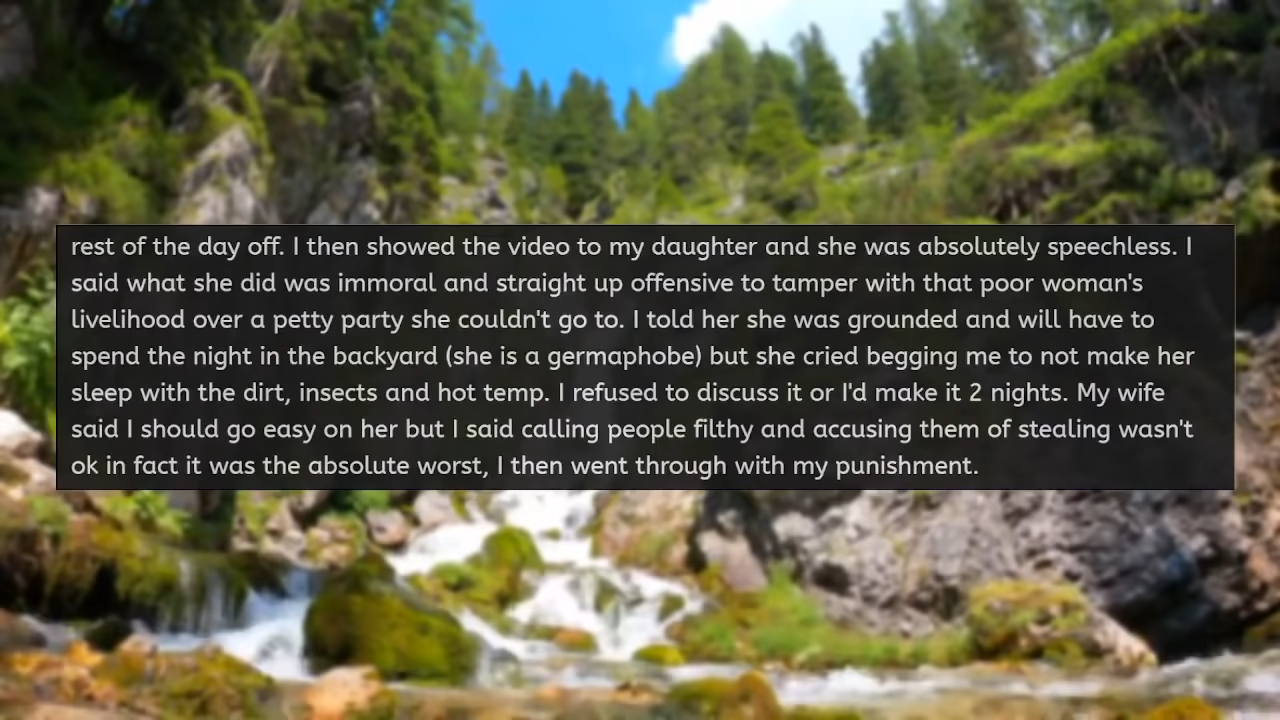 rest of the day off. I then showed the video to my daughter and she was absolutely speechless. I
said what she did was immoral and straight up offensive to tamper with that poor woman's
livelihood over a petty party she couldn't go to. I told her she was grounded and will have to
spend the night in the backyard (she is a germaphobe) but she cried begging me to not make her
sleep with the dirt, insects and hot temp. I refused to discuss it or I'd make it 2 nights. My wife
said I should go easy on her but I said calling people filthy and accusing them of stealing wasn't
ok in fact it was the absolute worst, I then went through with my punishment.